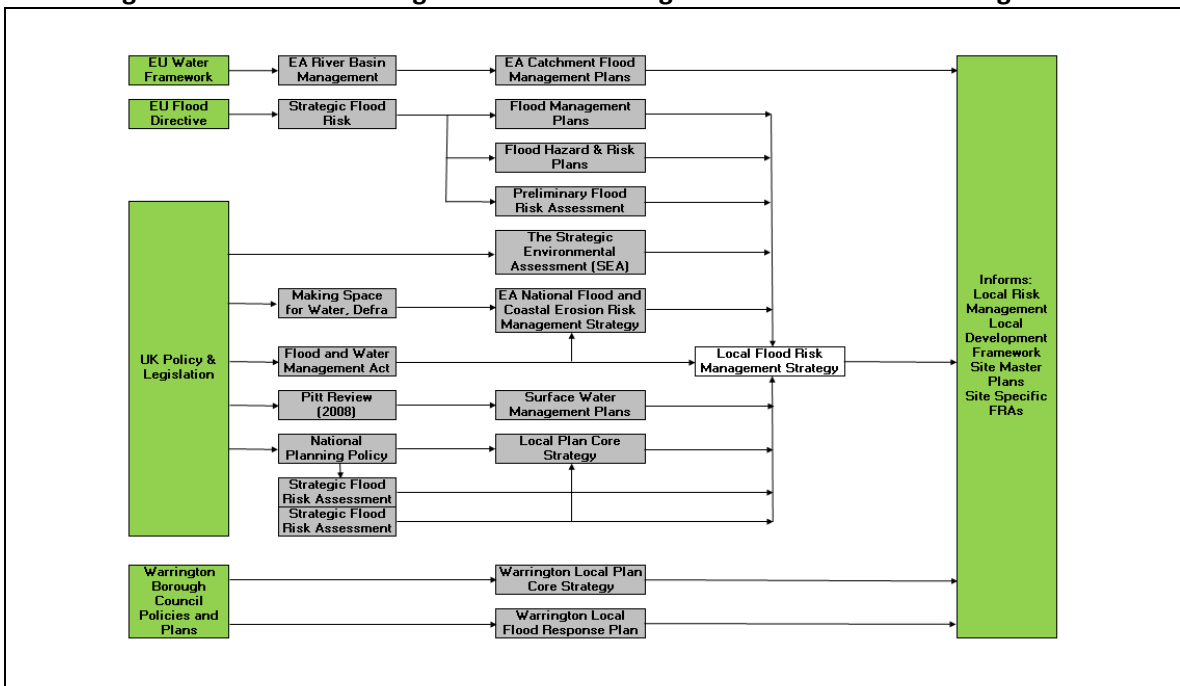 EU Water
Framework
EA River Basin
Management
EA Catchment Flood
Management Plans
EU Flood
Directive
Strategic Flood
Risk
Flood Management
Plans
Flood Hazard & Risk
Plans
Preliminary Flood
Risk Assessment
The Strategic
Environmental
Assessment (SEA)
UK Policy &
Legislation
Making Space
for Water, Defra
EA National Flood and
Coastal Erosion Risk
Management Strategy
Flood and Water
Management Act
Local Flood Risk
Management Strategy
Pitt Review
(2008)
Surface Water
Management Plans
National
Planning Policy
Local Plan Core
Strategy
Strategic Flood
Risk Assessment
Strategic Flood
Risk Assessment
Warrington
Borough
Council
Policies and
Plans
Warrington Local Plan
Core Strategy
Warrington Local
Flood Response Plan
Informs:
Local Risk
Management
Local
Development
Framework
Site Master
Plans
Site Specific
FRAs